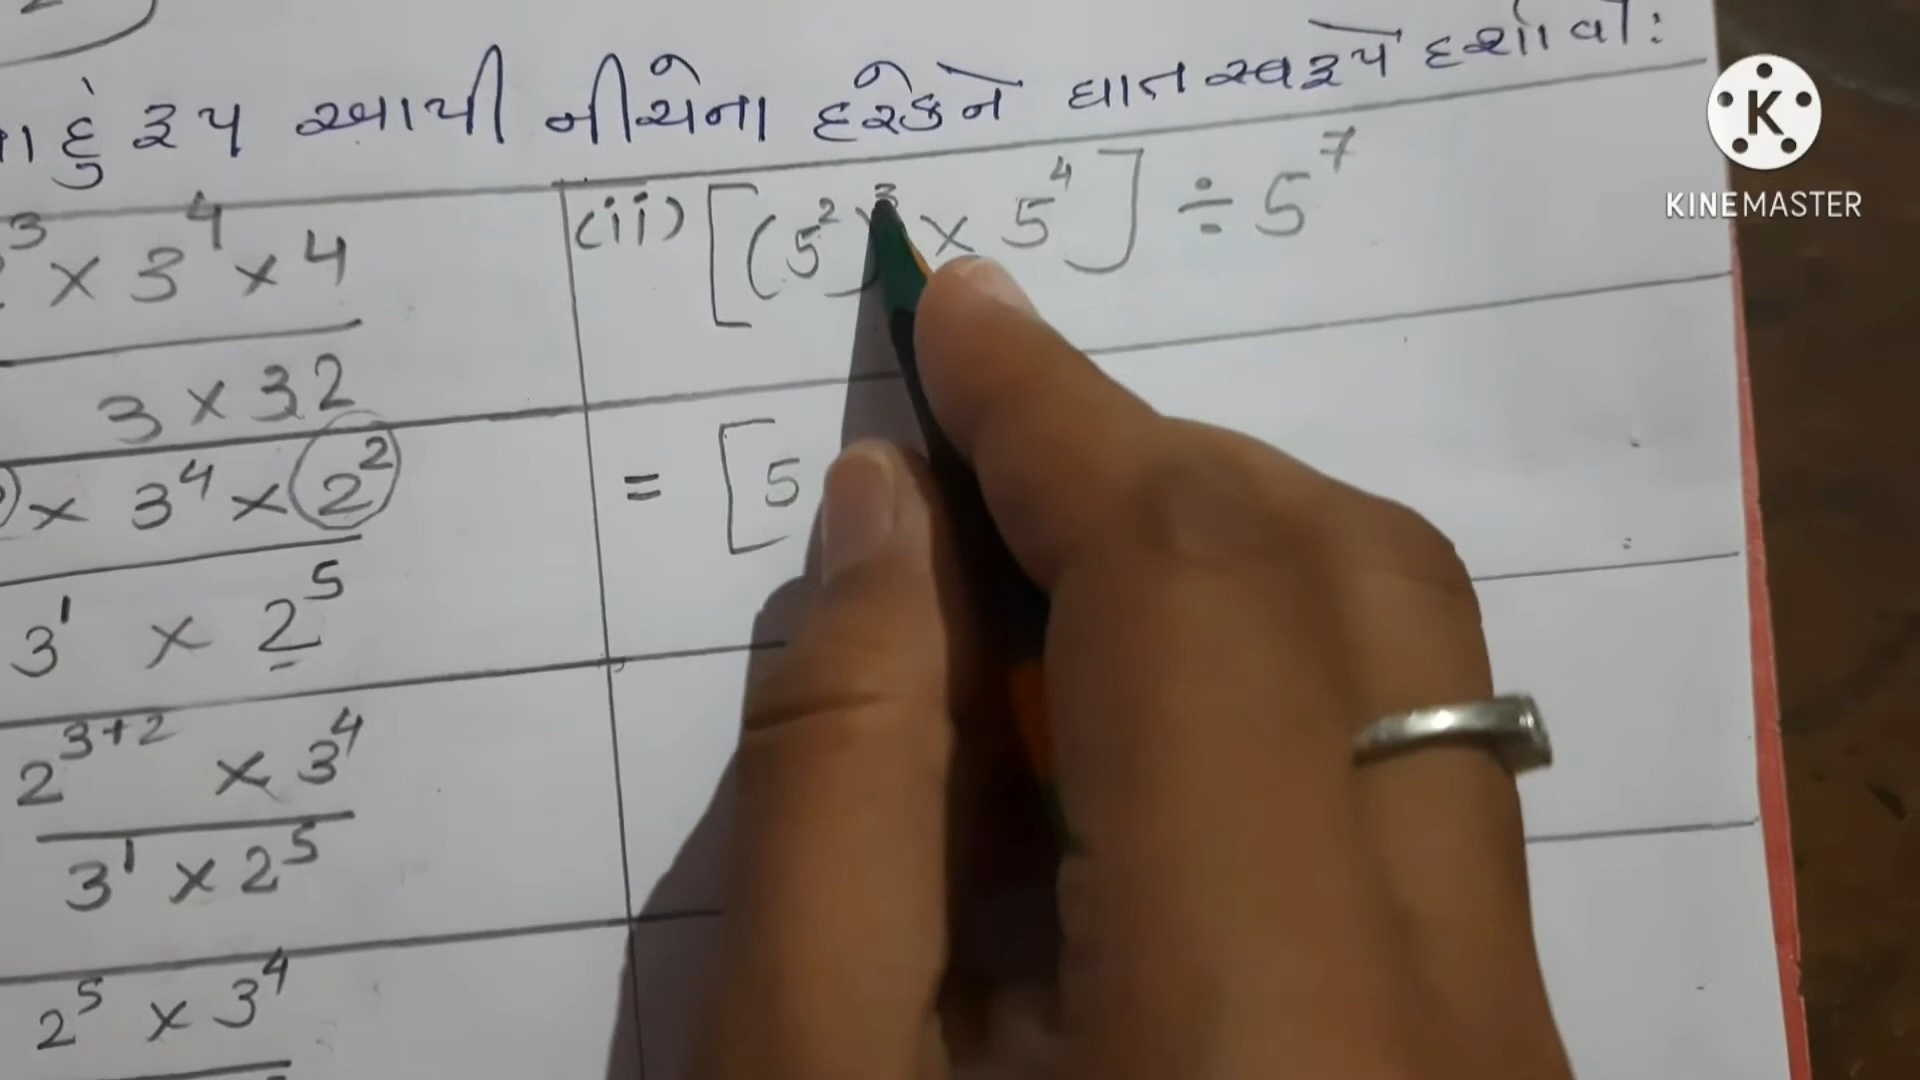 સાદું રૂપ આપી નીચેના દરેકને ઘાત સ્વરૂપે દર્શાવો:
(ii) [(5²)³ × 5⁴] ÷ 5⁷
= [5
³ × 3⁴ × 4
3 × 32
× 3⁴ × 2²
3¹ × 2⁵
2³⁺² × 3⁴
3¹ × 2⁵
2⁵ × 3⁴
K
KINEMASTER